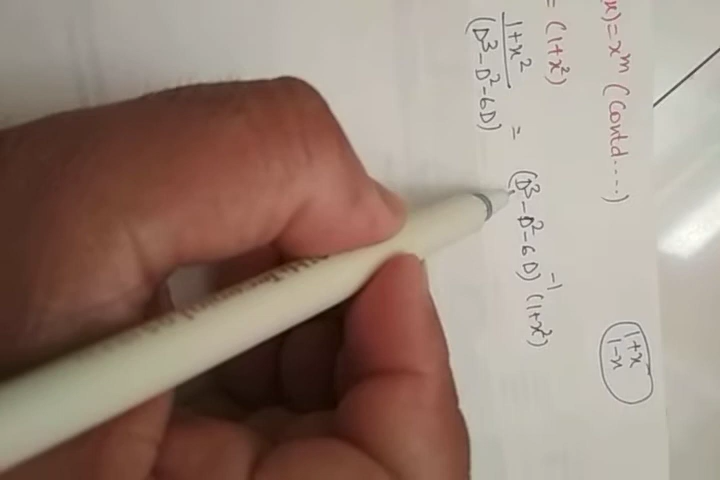 x) = x^m (Contd....)
= (1+x²)
(1+x²)/(D³-D²-6D) = (D³-D²-6D)⁻¹ (1+x²)
(1+x)/(1-x)